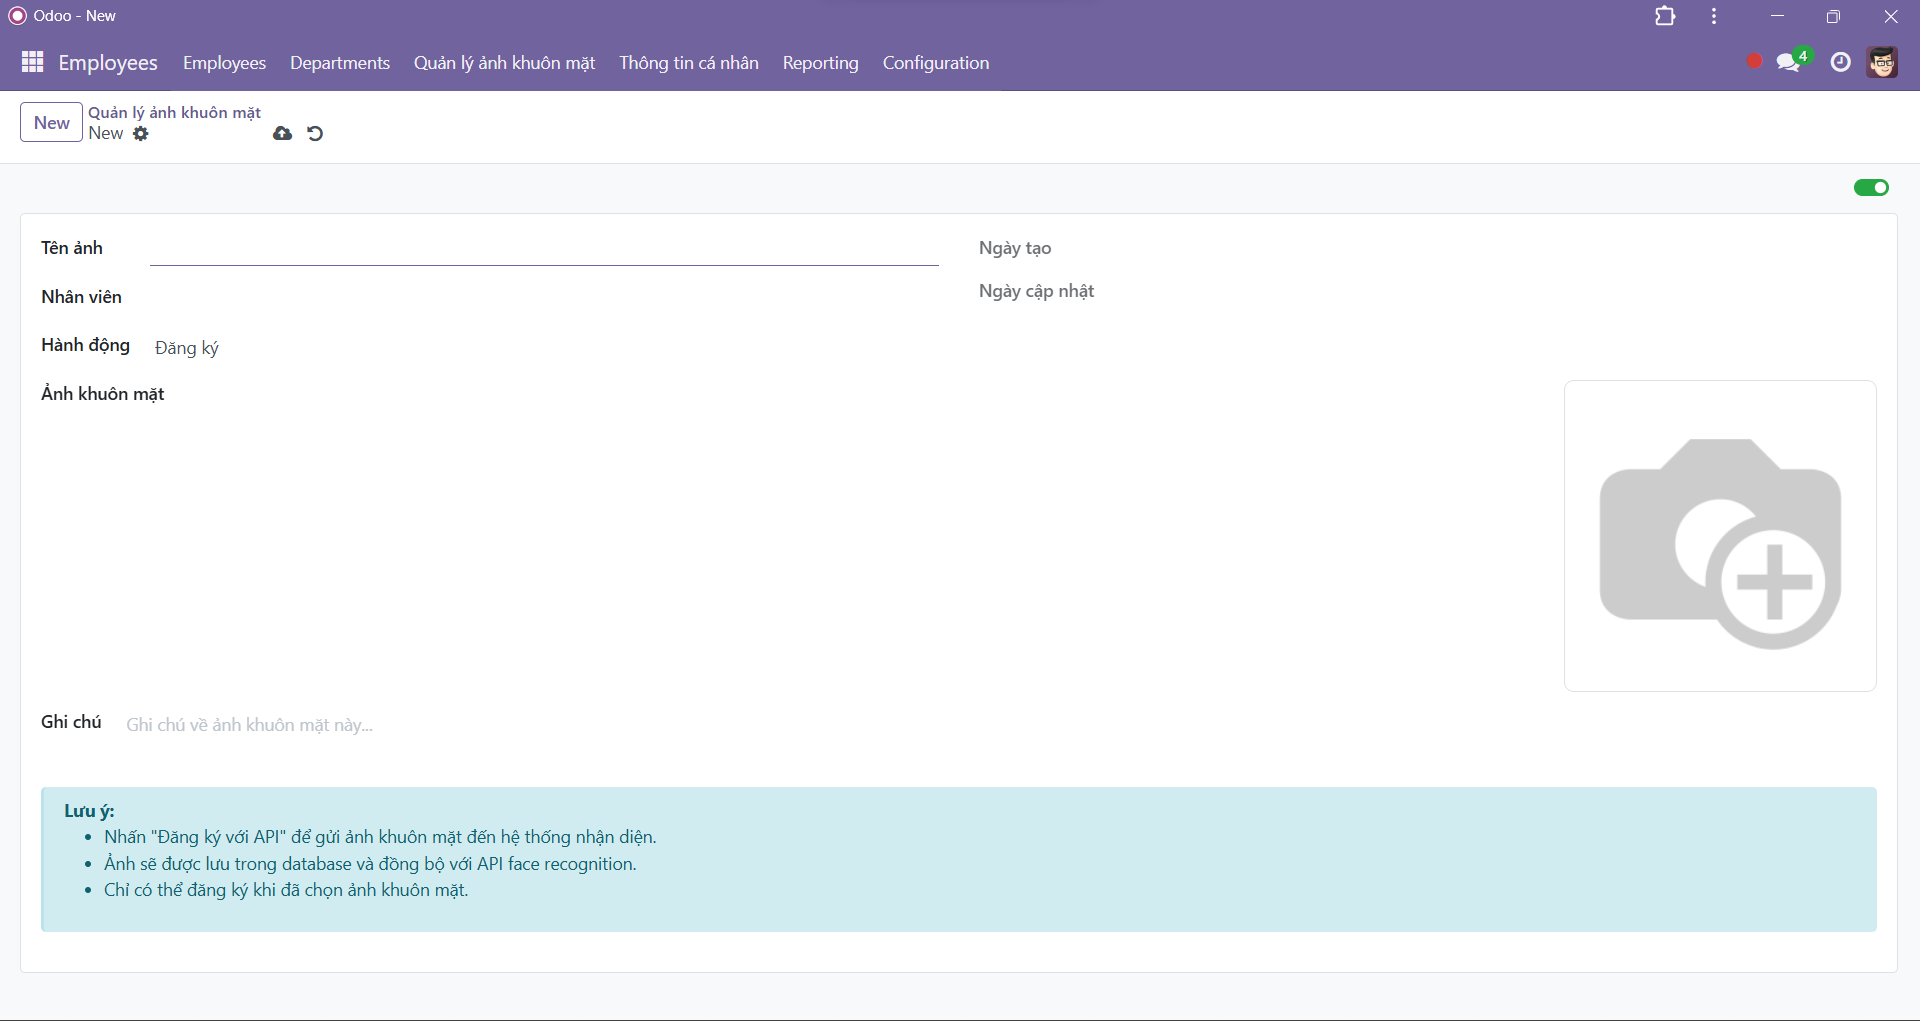 Odoo - New
Employees Employees Departments Quản lý ảnh khuôn mặt Thông tin cá nhân Reporting Configuration 4
New Quản lý ảnh khuôn mặt
New
Tên ảnh
Ngày tạo
Nhân viên
Ngày cập nhật
Hành động Đăng ký
Ảnh khuôn mặt
Ghi chú Ghi chú về ảnh khuôn mặt này...
Lưu ý:
• Nhấn "Đăng ký với API" để gửi ảnh khuôn mặt đến hệ thống nhận diện.
• Ảnh sẽ được lưu trong database và đồng bộ với API face recognition.
• Chỉ có thể đăng ký khi đã chọn ảnh khuôn mặt.